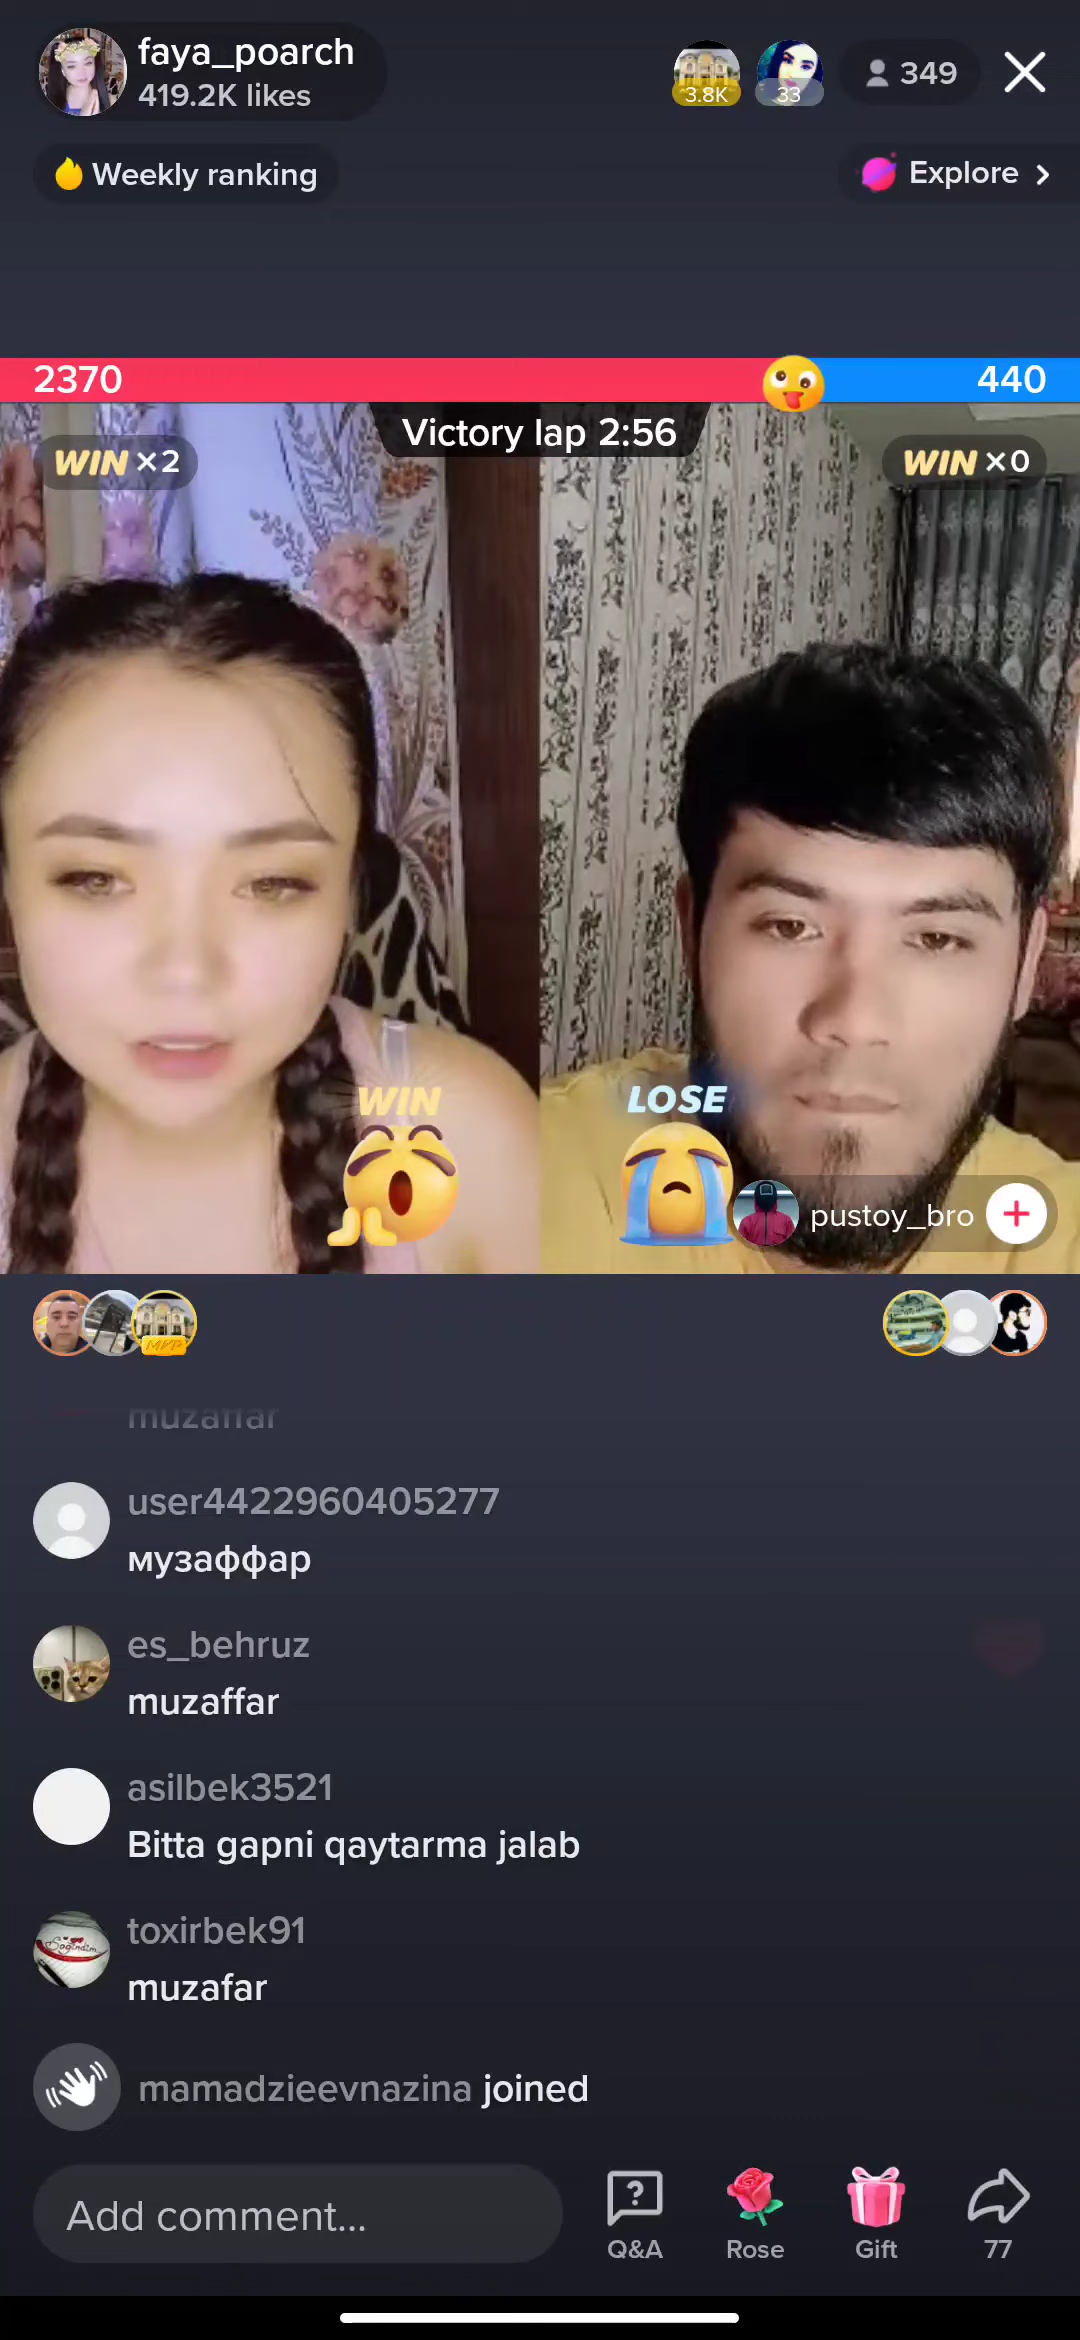 faya_poarch
419.2K likes
3.8K
33
349
Weekly ranking
Explore
2370
440
Victory lap 2:56
WIN ×2
WIN ×0
WIN
LOSE
pustoy_bro
MVP
muzaffar
user4422960405277
музаффар
es_behruz
muzaffar
asilbek3521
Bitta gapni qaytarma jalab
toxirbek91
muzafar
mamadzieevnazina joined
Add comment...
Q&A
Rose
Gift
77